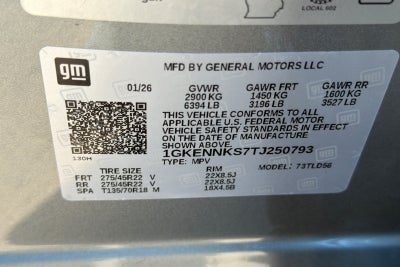 LOCAL 602
gm
MFD BY GENERAL MOTORS LLC
01/26 GVWR GAWR FRT GAWR RR
2900 KG 1450 KG 1600 KG
6394 LB 3196 LB 3527 LB
THIS VEHICLE CONFORMS TO ALL
APPLICABLE U.S. FEDERAL MOTOR
VEHICLE SAFETY STANDARDS IN EFFECT
ON THE DATE OF MANUFACTURE
SHOWN ABOVE.
1GKENNKS7TJ250793
130H TYPE: MPV MODEL: 73TLD56
TIRE SIZE RIM
FRT 275/45R22 V 22X8.5J
RR 275/45R22 V 22X8.5J
SPA T135/70R18 M 18X4.5B